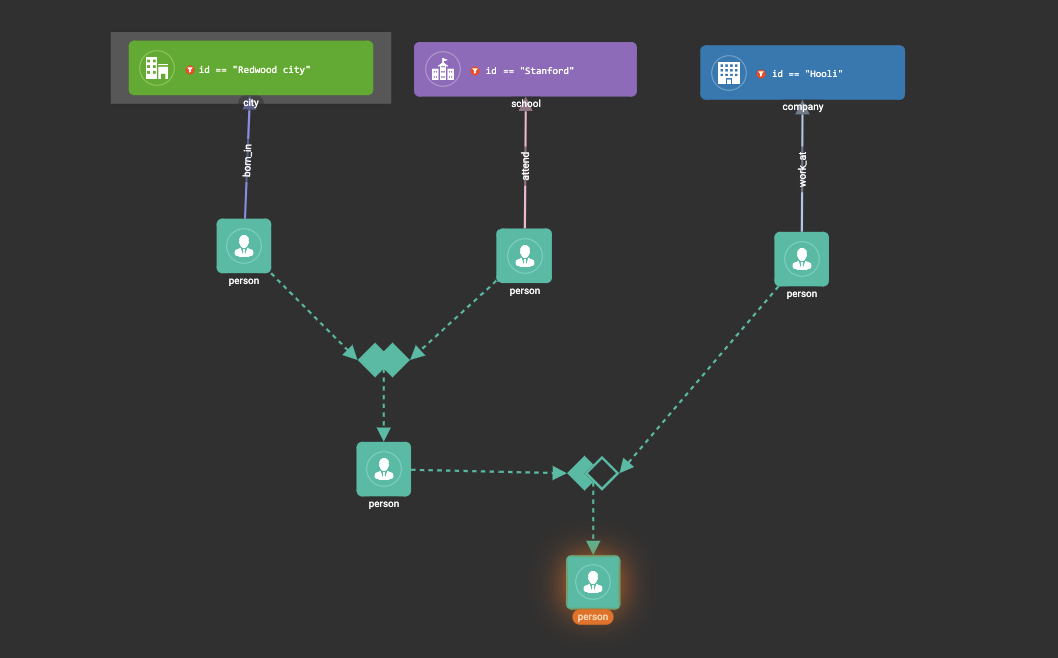 id == "Redwood city"
id == "Stanford"
id == "Hooli"
city
school
company
born_in
attend
work_at
person
person
person
person
person